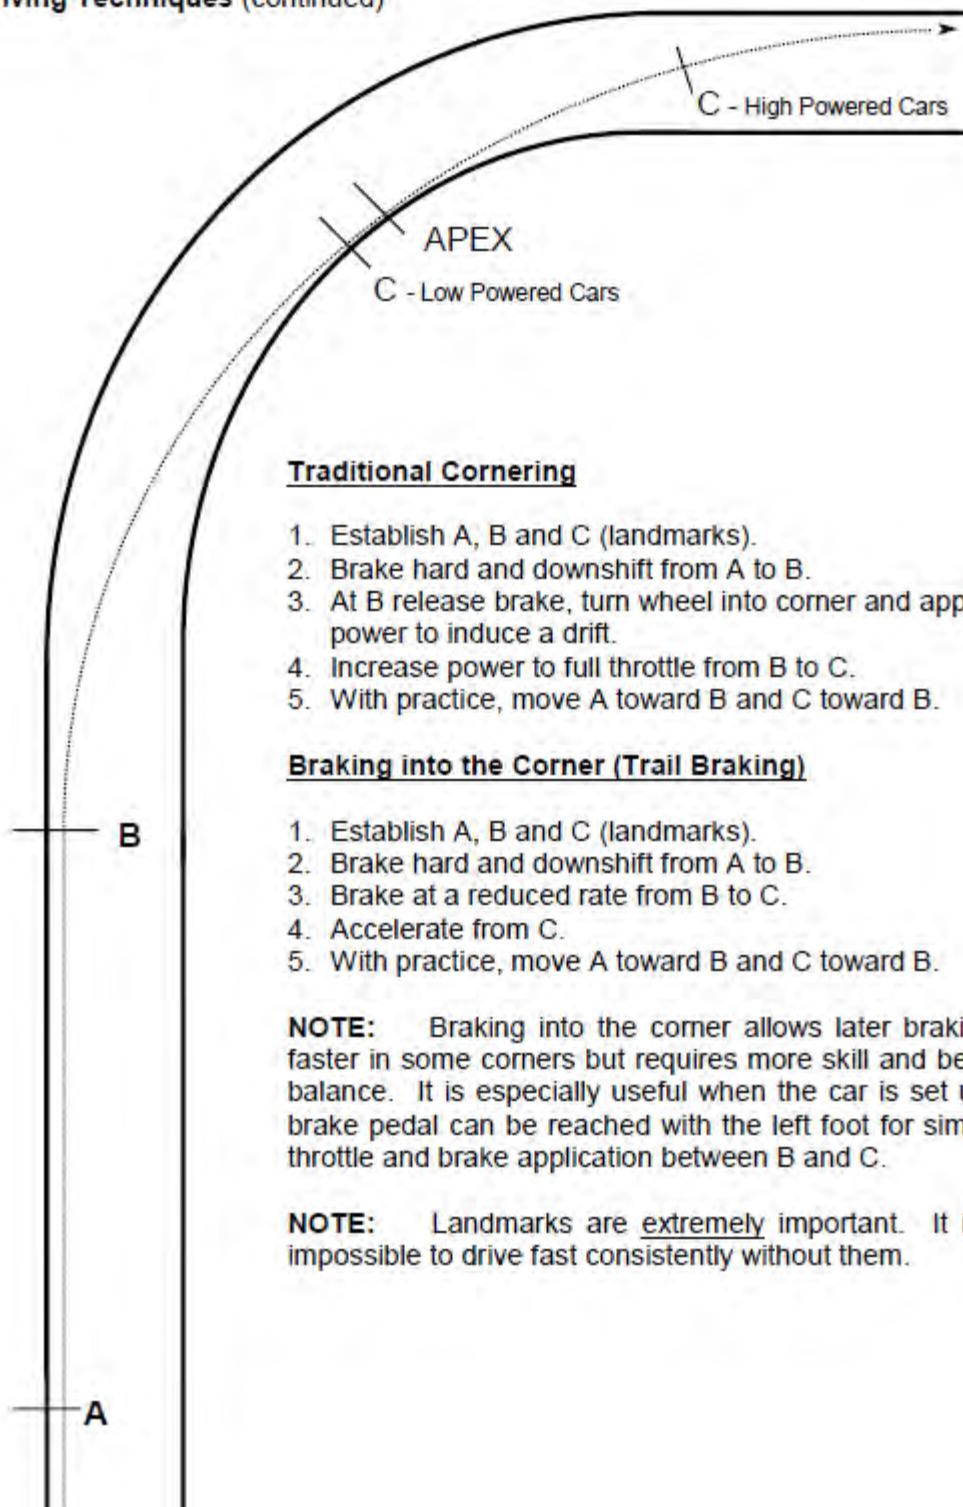 Techniques (continued)
C - High Powered Cars
APEX
C - Low Powered Cars
Traditional Cornering
1. Establish A, B and C (landmarks).
2. Brake hard and downshift from A to B.
3. At B release brake, turn wheel into corner and app
power to induce a drift.
4. Increase power to full throttle from B to C.
5. With practice, move A toward B and C toward B.
Braking into the Corner (Trail Braking)
B
1. Establish A, B and C (landmarks).
2. Brake hard and downshift from A to B.
3. Brake at a reduced rate from B to C.
4. Accelerate from C.
5. With practice, move A toward B and C toward B.
NOTE: Braking into the corner allows later braki
faster in some corners but requires more skill and be
balance. It is especially useful when the car is set
brake pedal can be reached with the left foot for sim
throttle and brake application between B and C.
NOTE: Landmarks are extremely important. It
impossible to drive fast consistently without them.
A